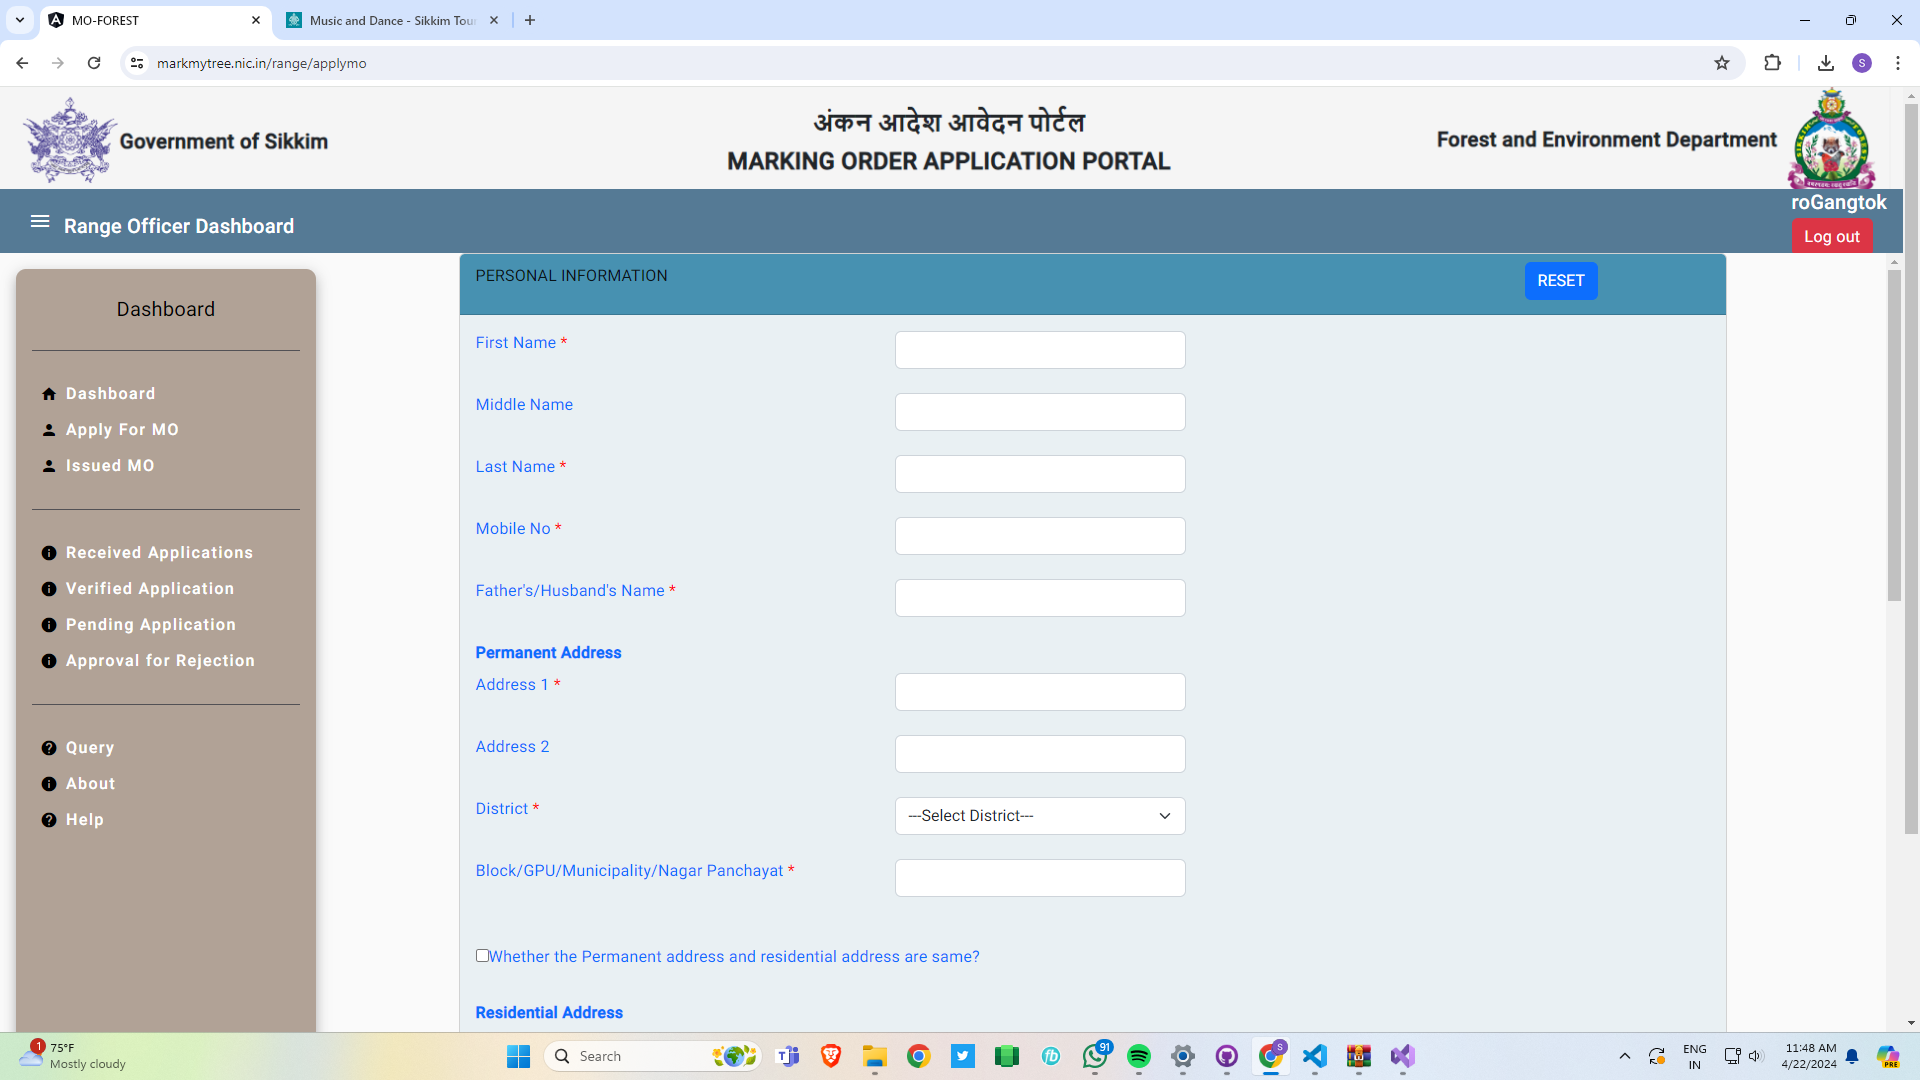 MO-FOREST
Music and Dance - Sikkim Tou
markmytree.nic.in/range/applymo
S
Government of Sikkim
अंकन आदेश आवेदन पोर्टल
MARKING ORDER APPLICATION PORTAL
Forest and Environment Department
Range Officer Dashboard
roGangtok
Log out
Dashboard
Dashboard
Apply For MO
Issued MO
Received Applications
Verified Application
Pending Application
Approval for Rejection
Query
About
Help
PERSONAL INFORMATION
RESET
First Name *
Middle Name
Last Name *
Mobile No *
Father's/Husband's Name *
Permanent Address
Address 1 *
Address 2
District *
---Select District---
Block/GPU/Municipality/Nagar Panchayat *
Whether the Permanent address and residential address are same?
Residential Address
1
75°F
Mostly cloudy
Search
91
S
ENG
IN
11:48 AM
4/22/2024
PRE